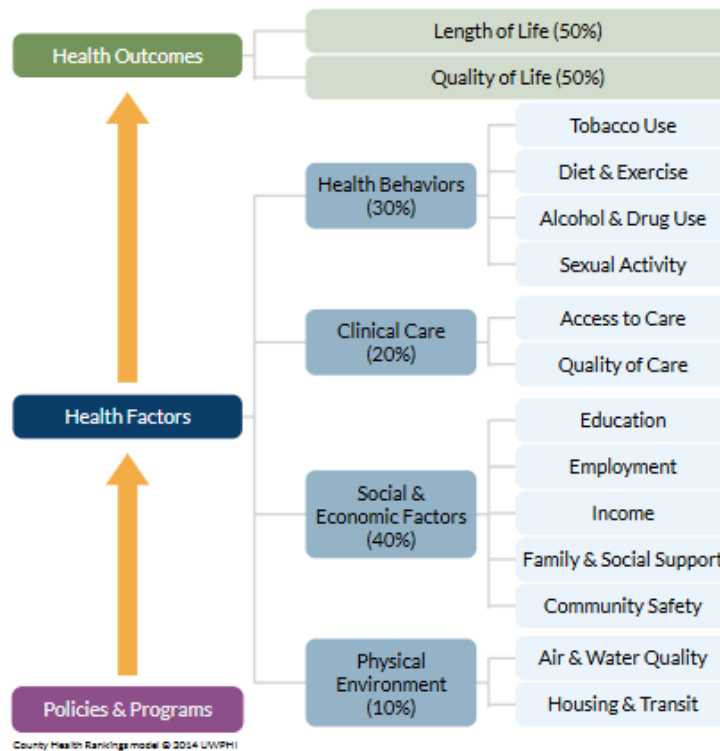 Health Outcomes
Length of Life (50%)
Quality of Life (50%)
Health Factors
Health Behaviors
(30%)
Tobacco Use
Diet & Exercise
Alcohol & Drug Use
Sexual Activity
Clinical Care
(20%)
Access to Care
Quality of Care
Social &
Economic Factors
(40%)
Education
Employment
Income
Family & Social Support
Community Safety
Physical
Environment
(10%)
Air & Water Quality
Housing & Transit
Policies & Programs
County Health Rankings model © 2014 UWPHI